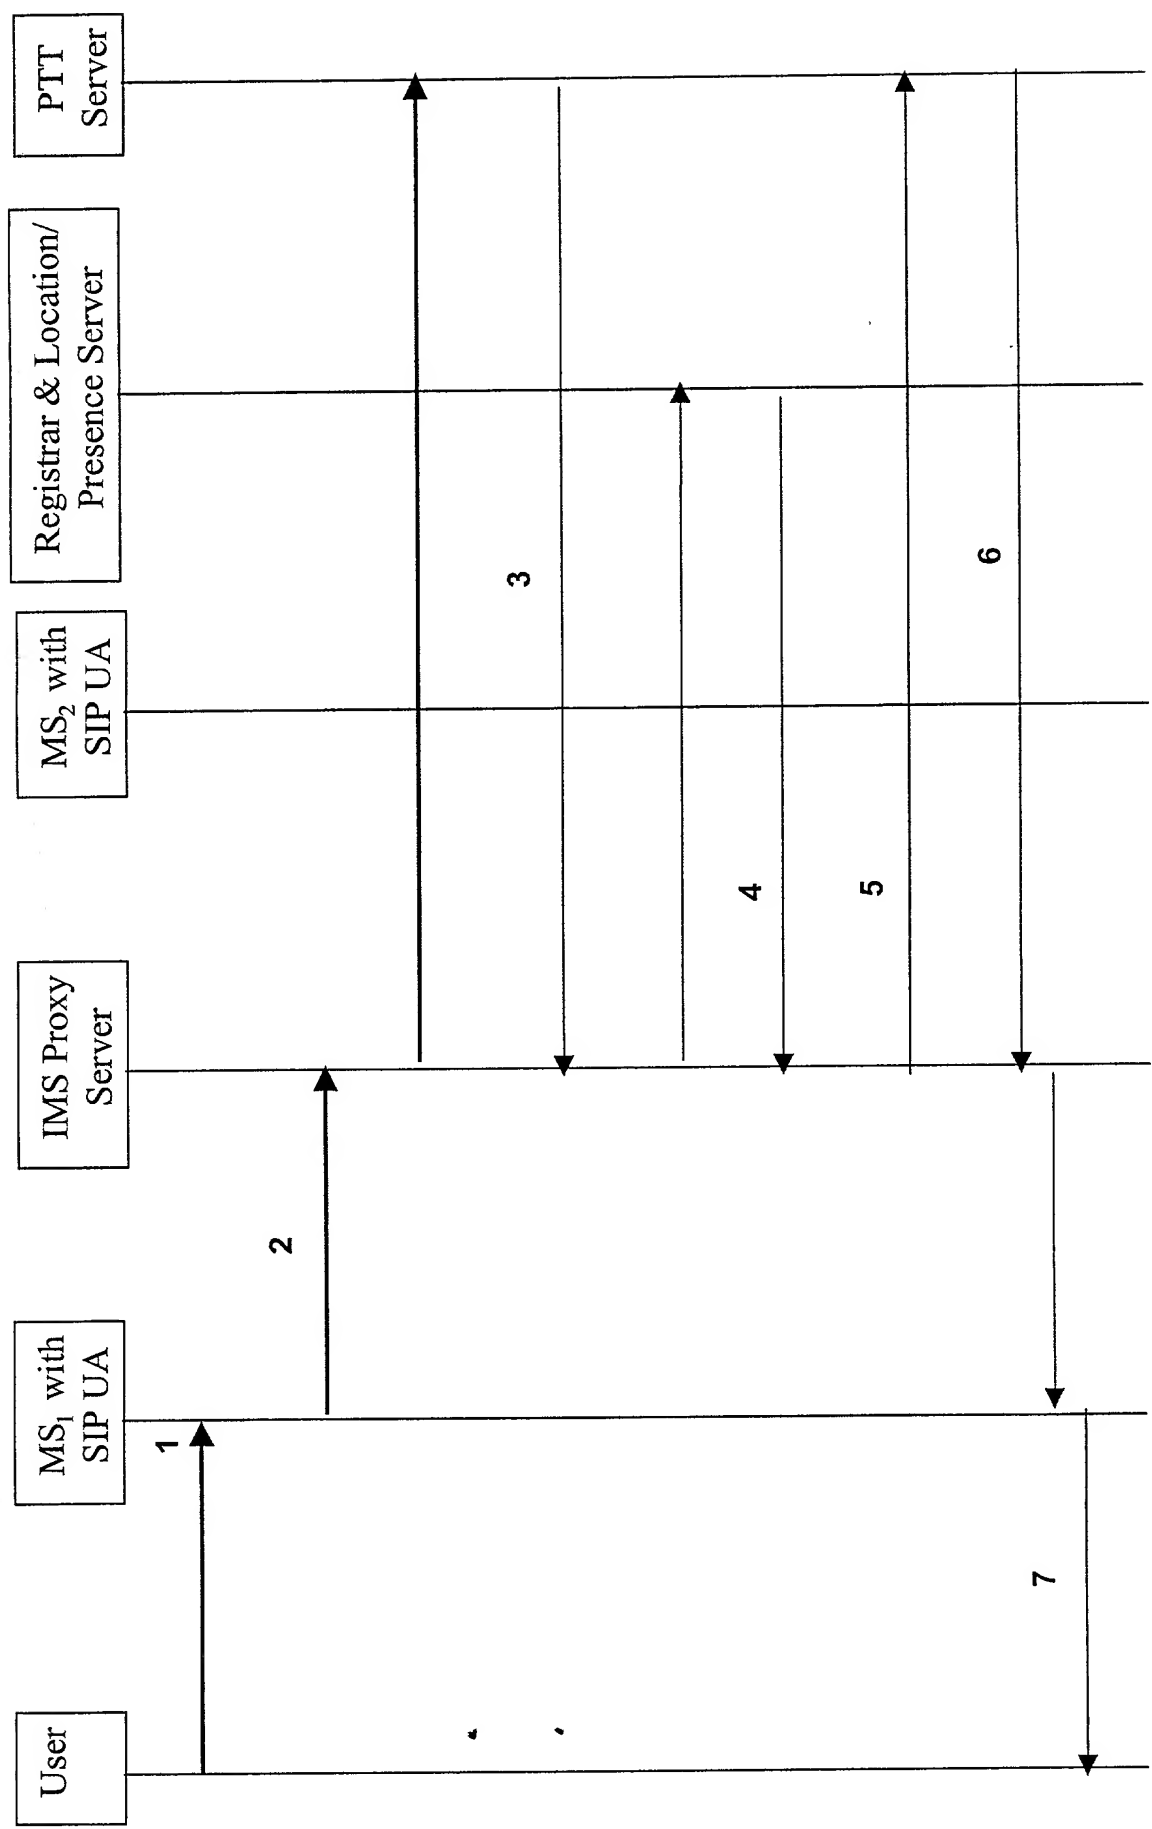 User
MS1 with
SIP UA
IMS Proxy
Server
MS2 with
SIP UA
Registrar & Location/
Presence Server
PTT
Server
1
2
3
4
5
6
7